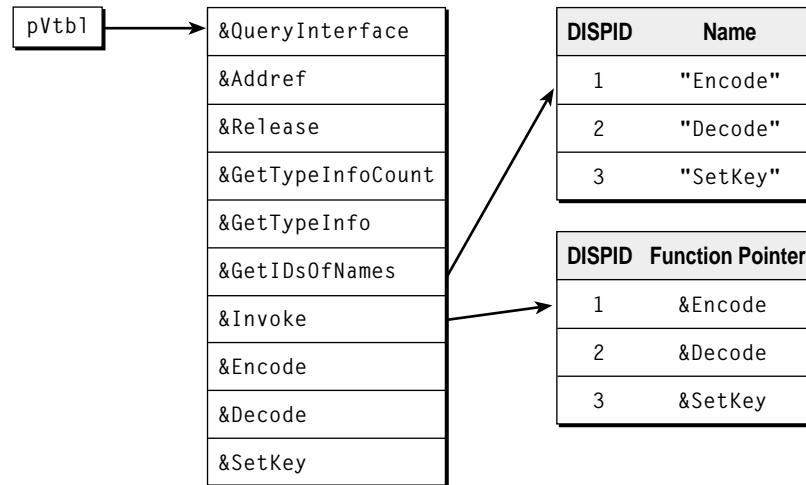 pVtbl
&QueryInterface
&Addref
&Release
&GetTypeInfoCount
&GetTypeInfo
&GetIDsOfNames
&Invoke
&Encode
&Decode
&SetKey
DISPID Name
1 "Encode"
2 "Decode"
3 "SetKey"
DISPID Function Pointer
1 &Encode
2 &Decode
3 &SetKey